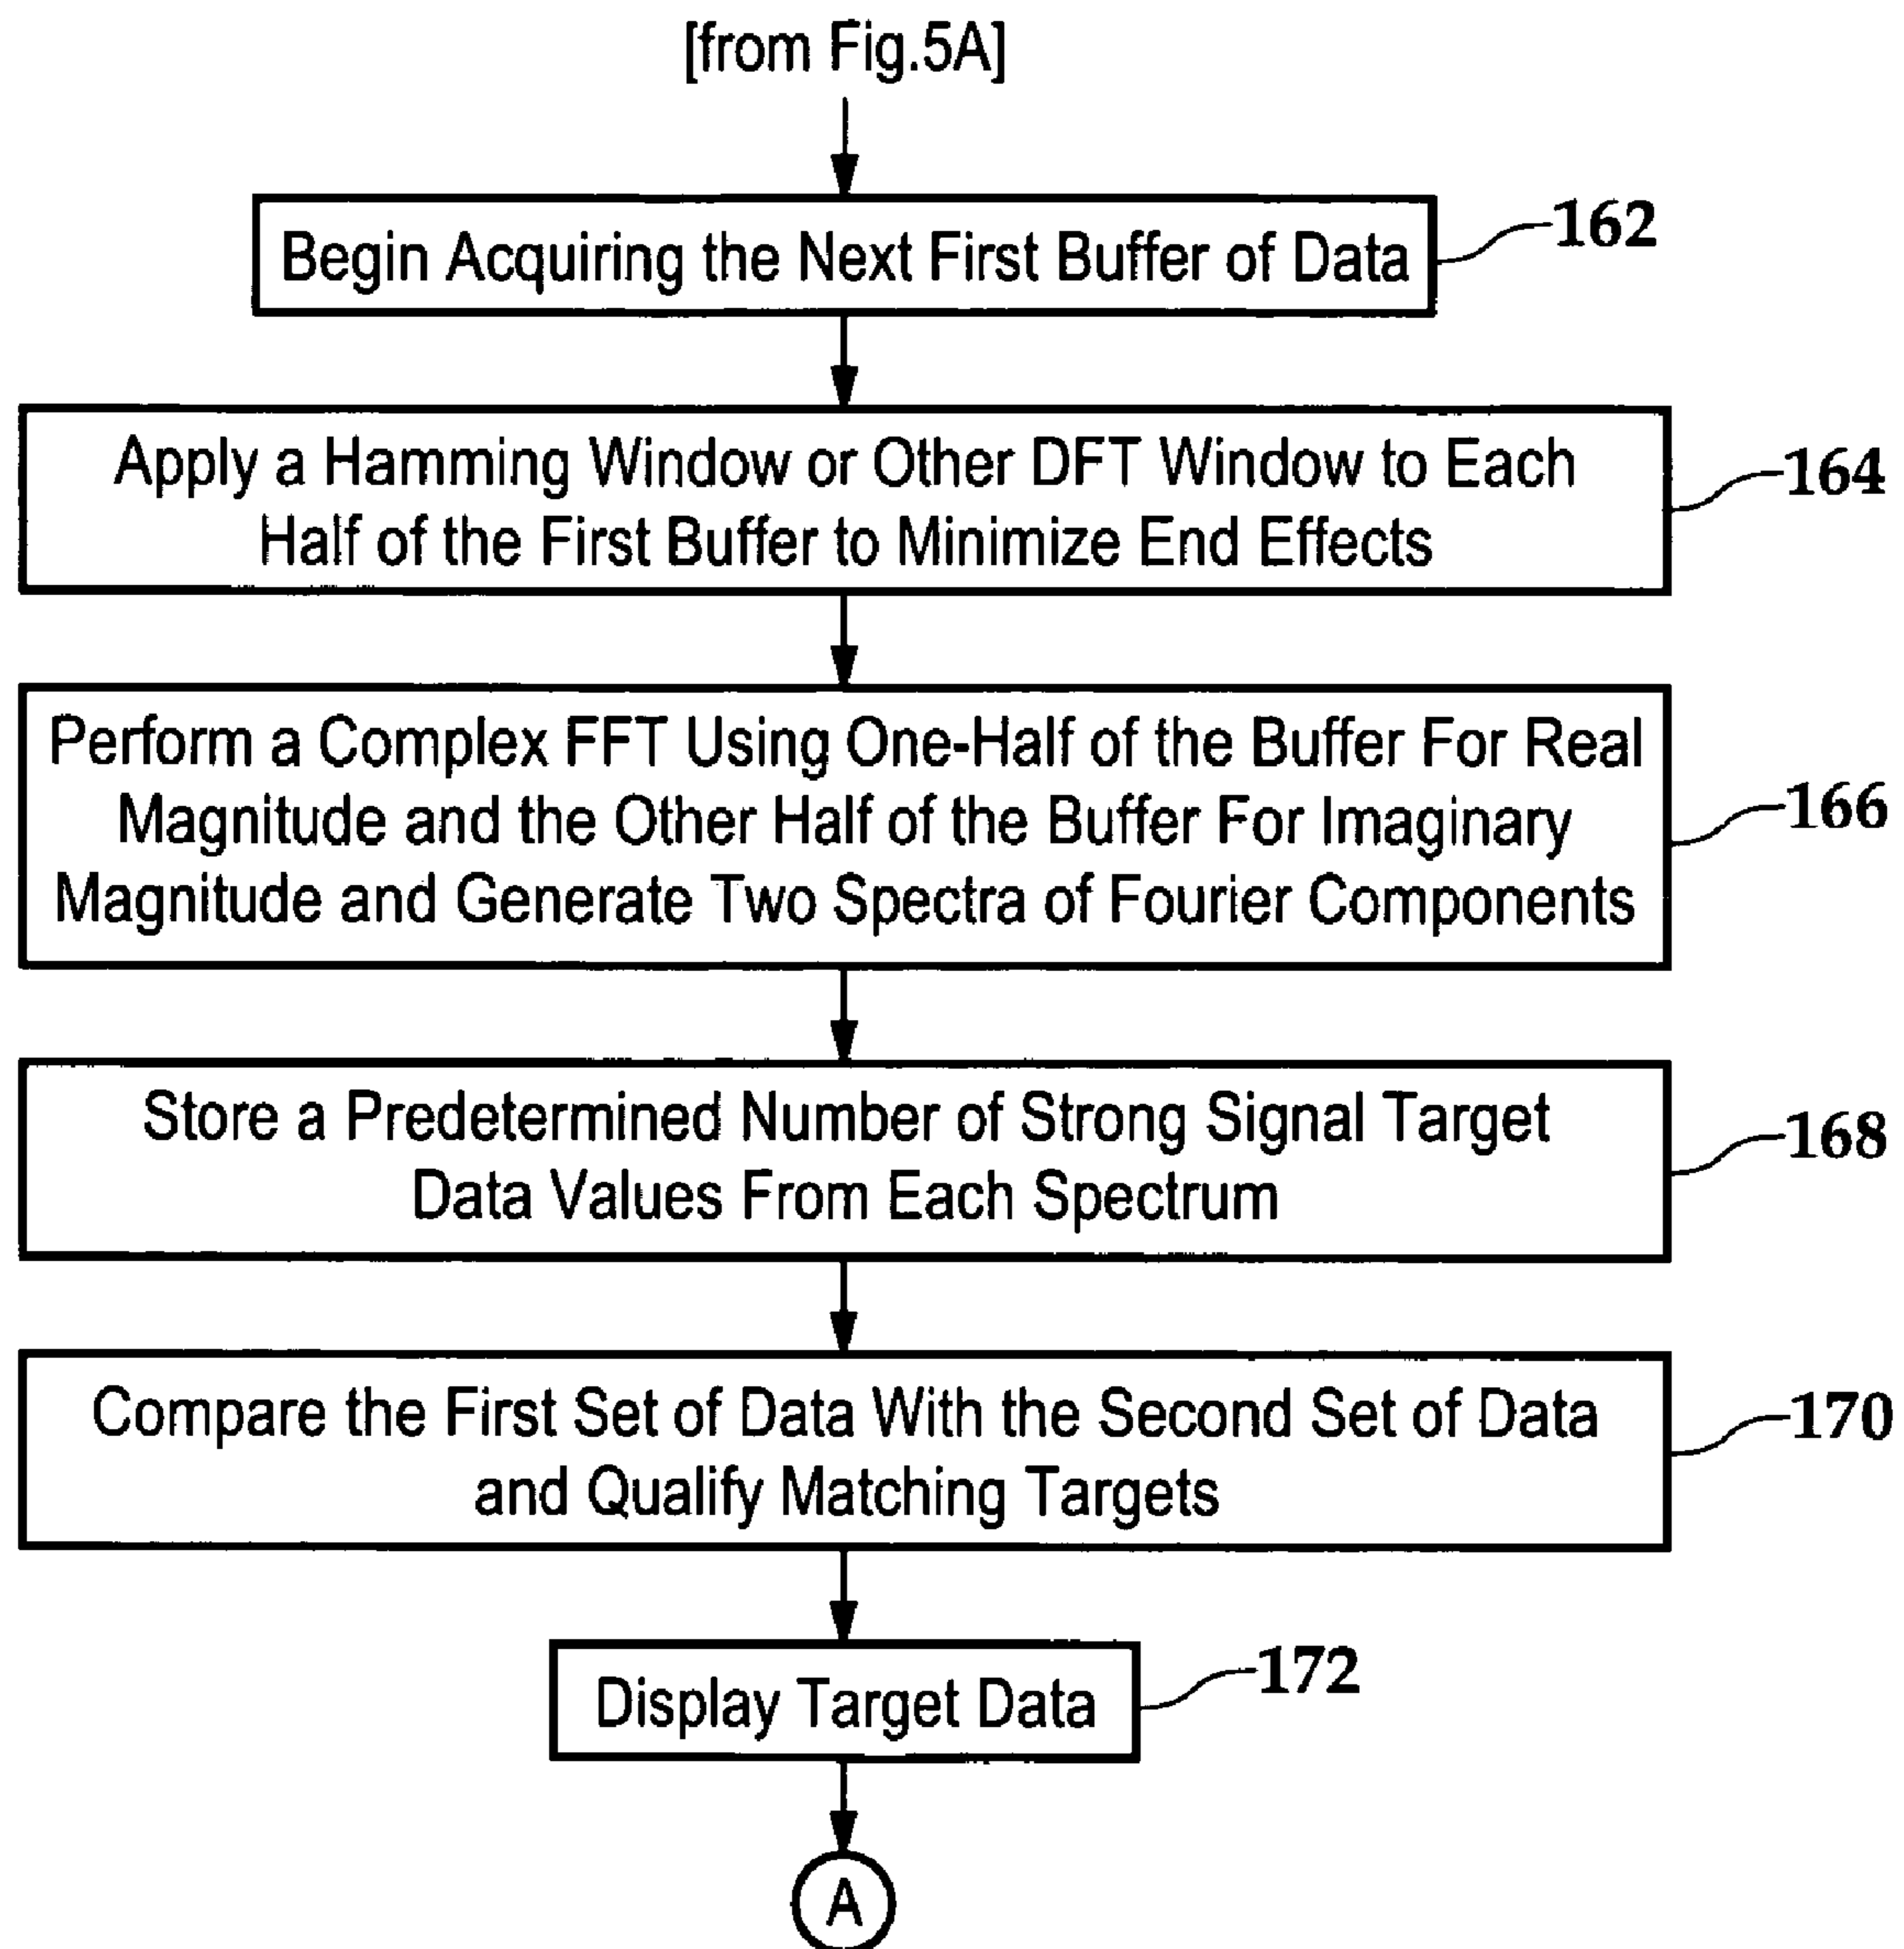 [from Fig.5A]
Begin Acquiring the Next First Buffer of Data
162
Apply a Hamming Window or Other DFT Window to Each
Half of the First Buffer to Minimize End Effects
164
Perform a Complex FFT Using One-Half of the Buffer For Real
Magnitude and the Other Half of the Buffer For Imaginary
Magnitude and Generate Two Spectra of Fourier Components
166
Store a Predetermined Number of Strong Signal Target
Data Values From Each Spectrum
168
Compare the First Set of Data With the Second Set of Data
and Qualify Matching Targets
170
Display Target Data
172
A